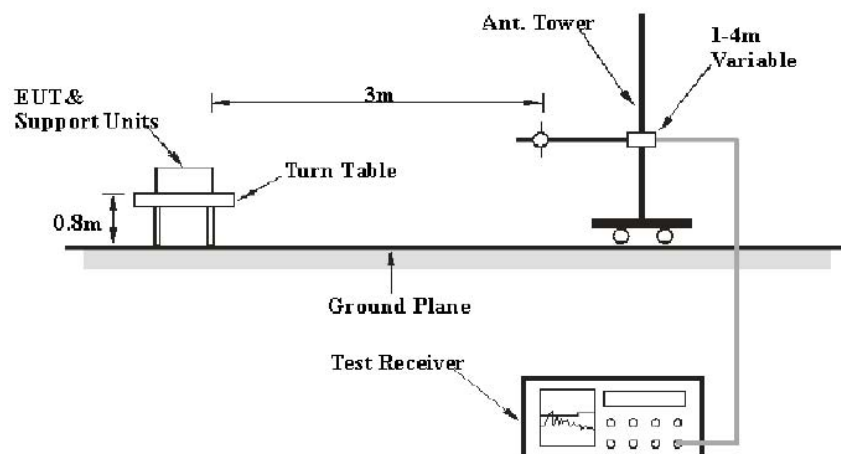 Ant. Tower
1-4m
Variable
EUT &
Support Units
3m
Turn Table
0.8m
Ground Plane
Test Receiver